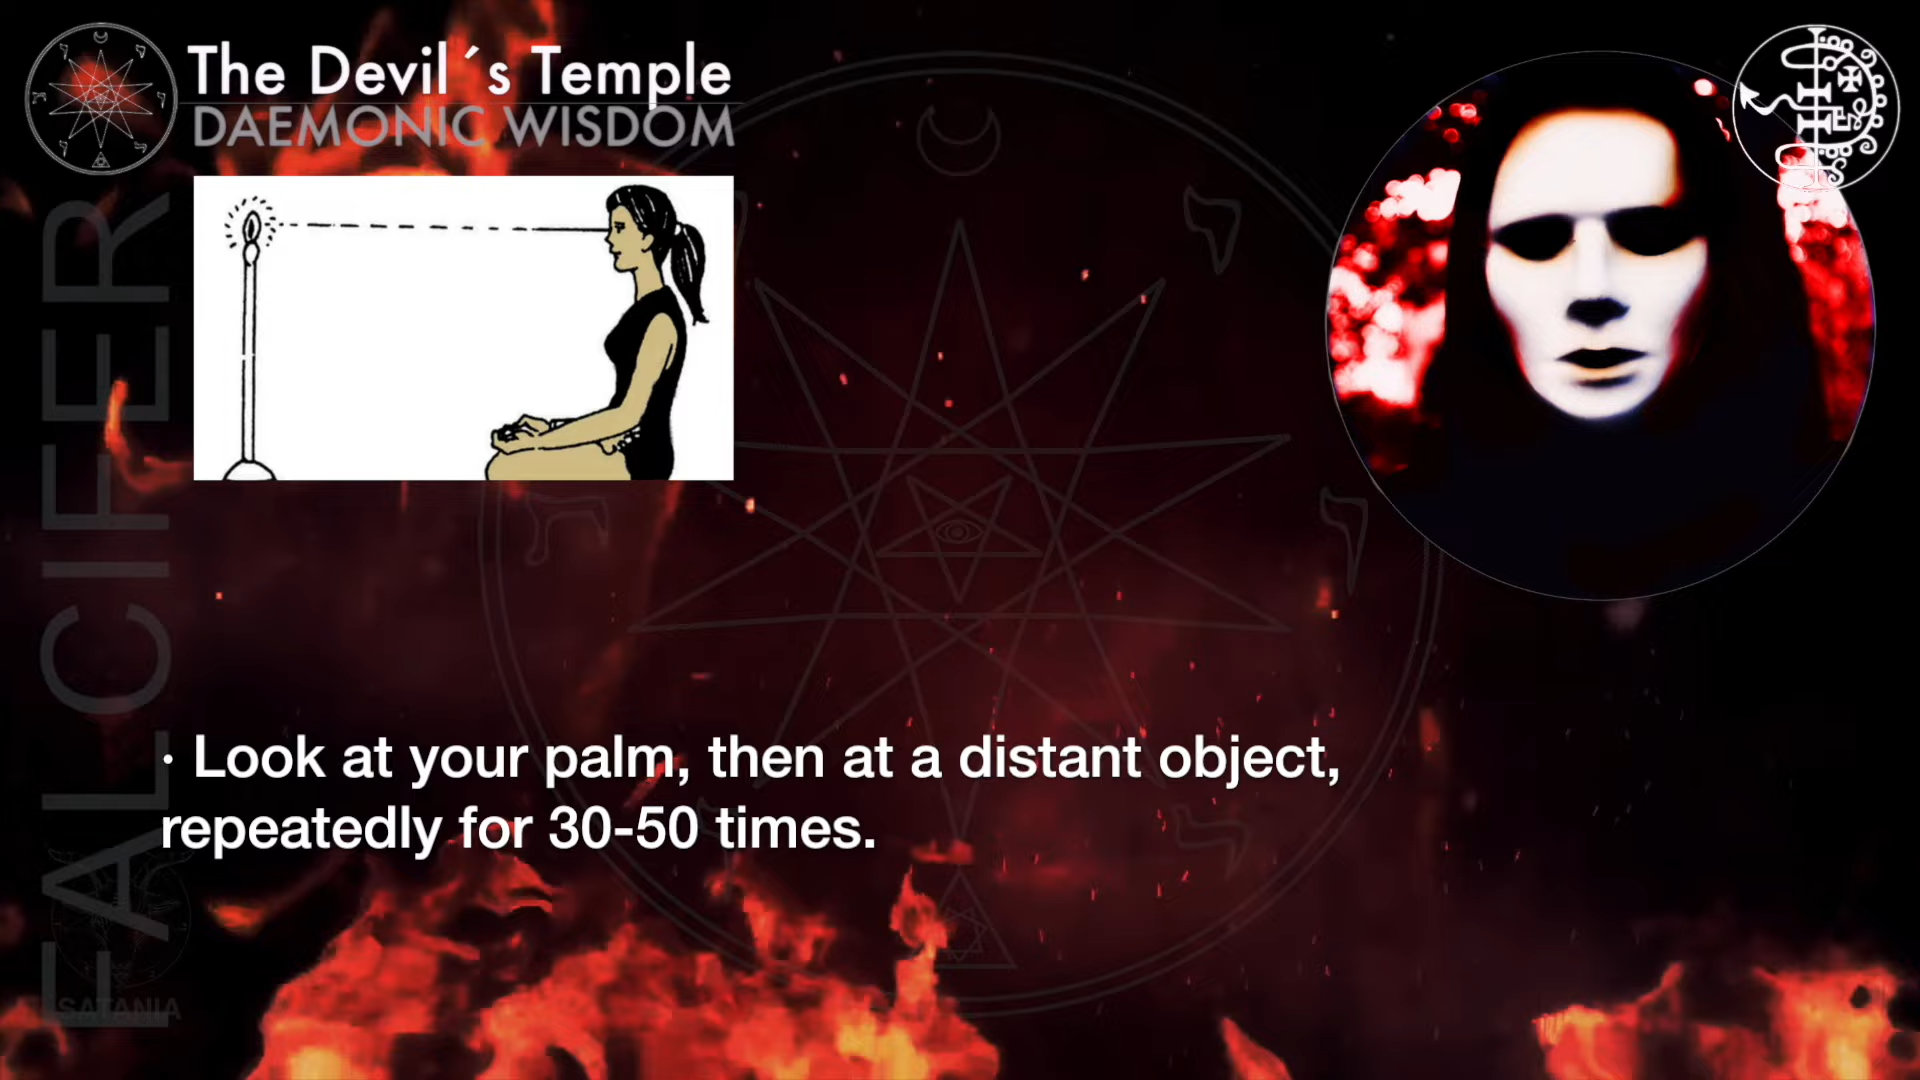 The Devil´s Temple
DAEMONIC WISDOM
FALCIFER
· Look at your palm, then at a distant object,
repeatedly for 30-50 times.
SATANIA